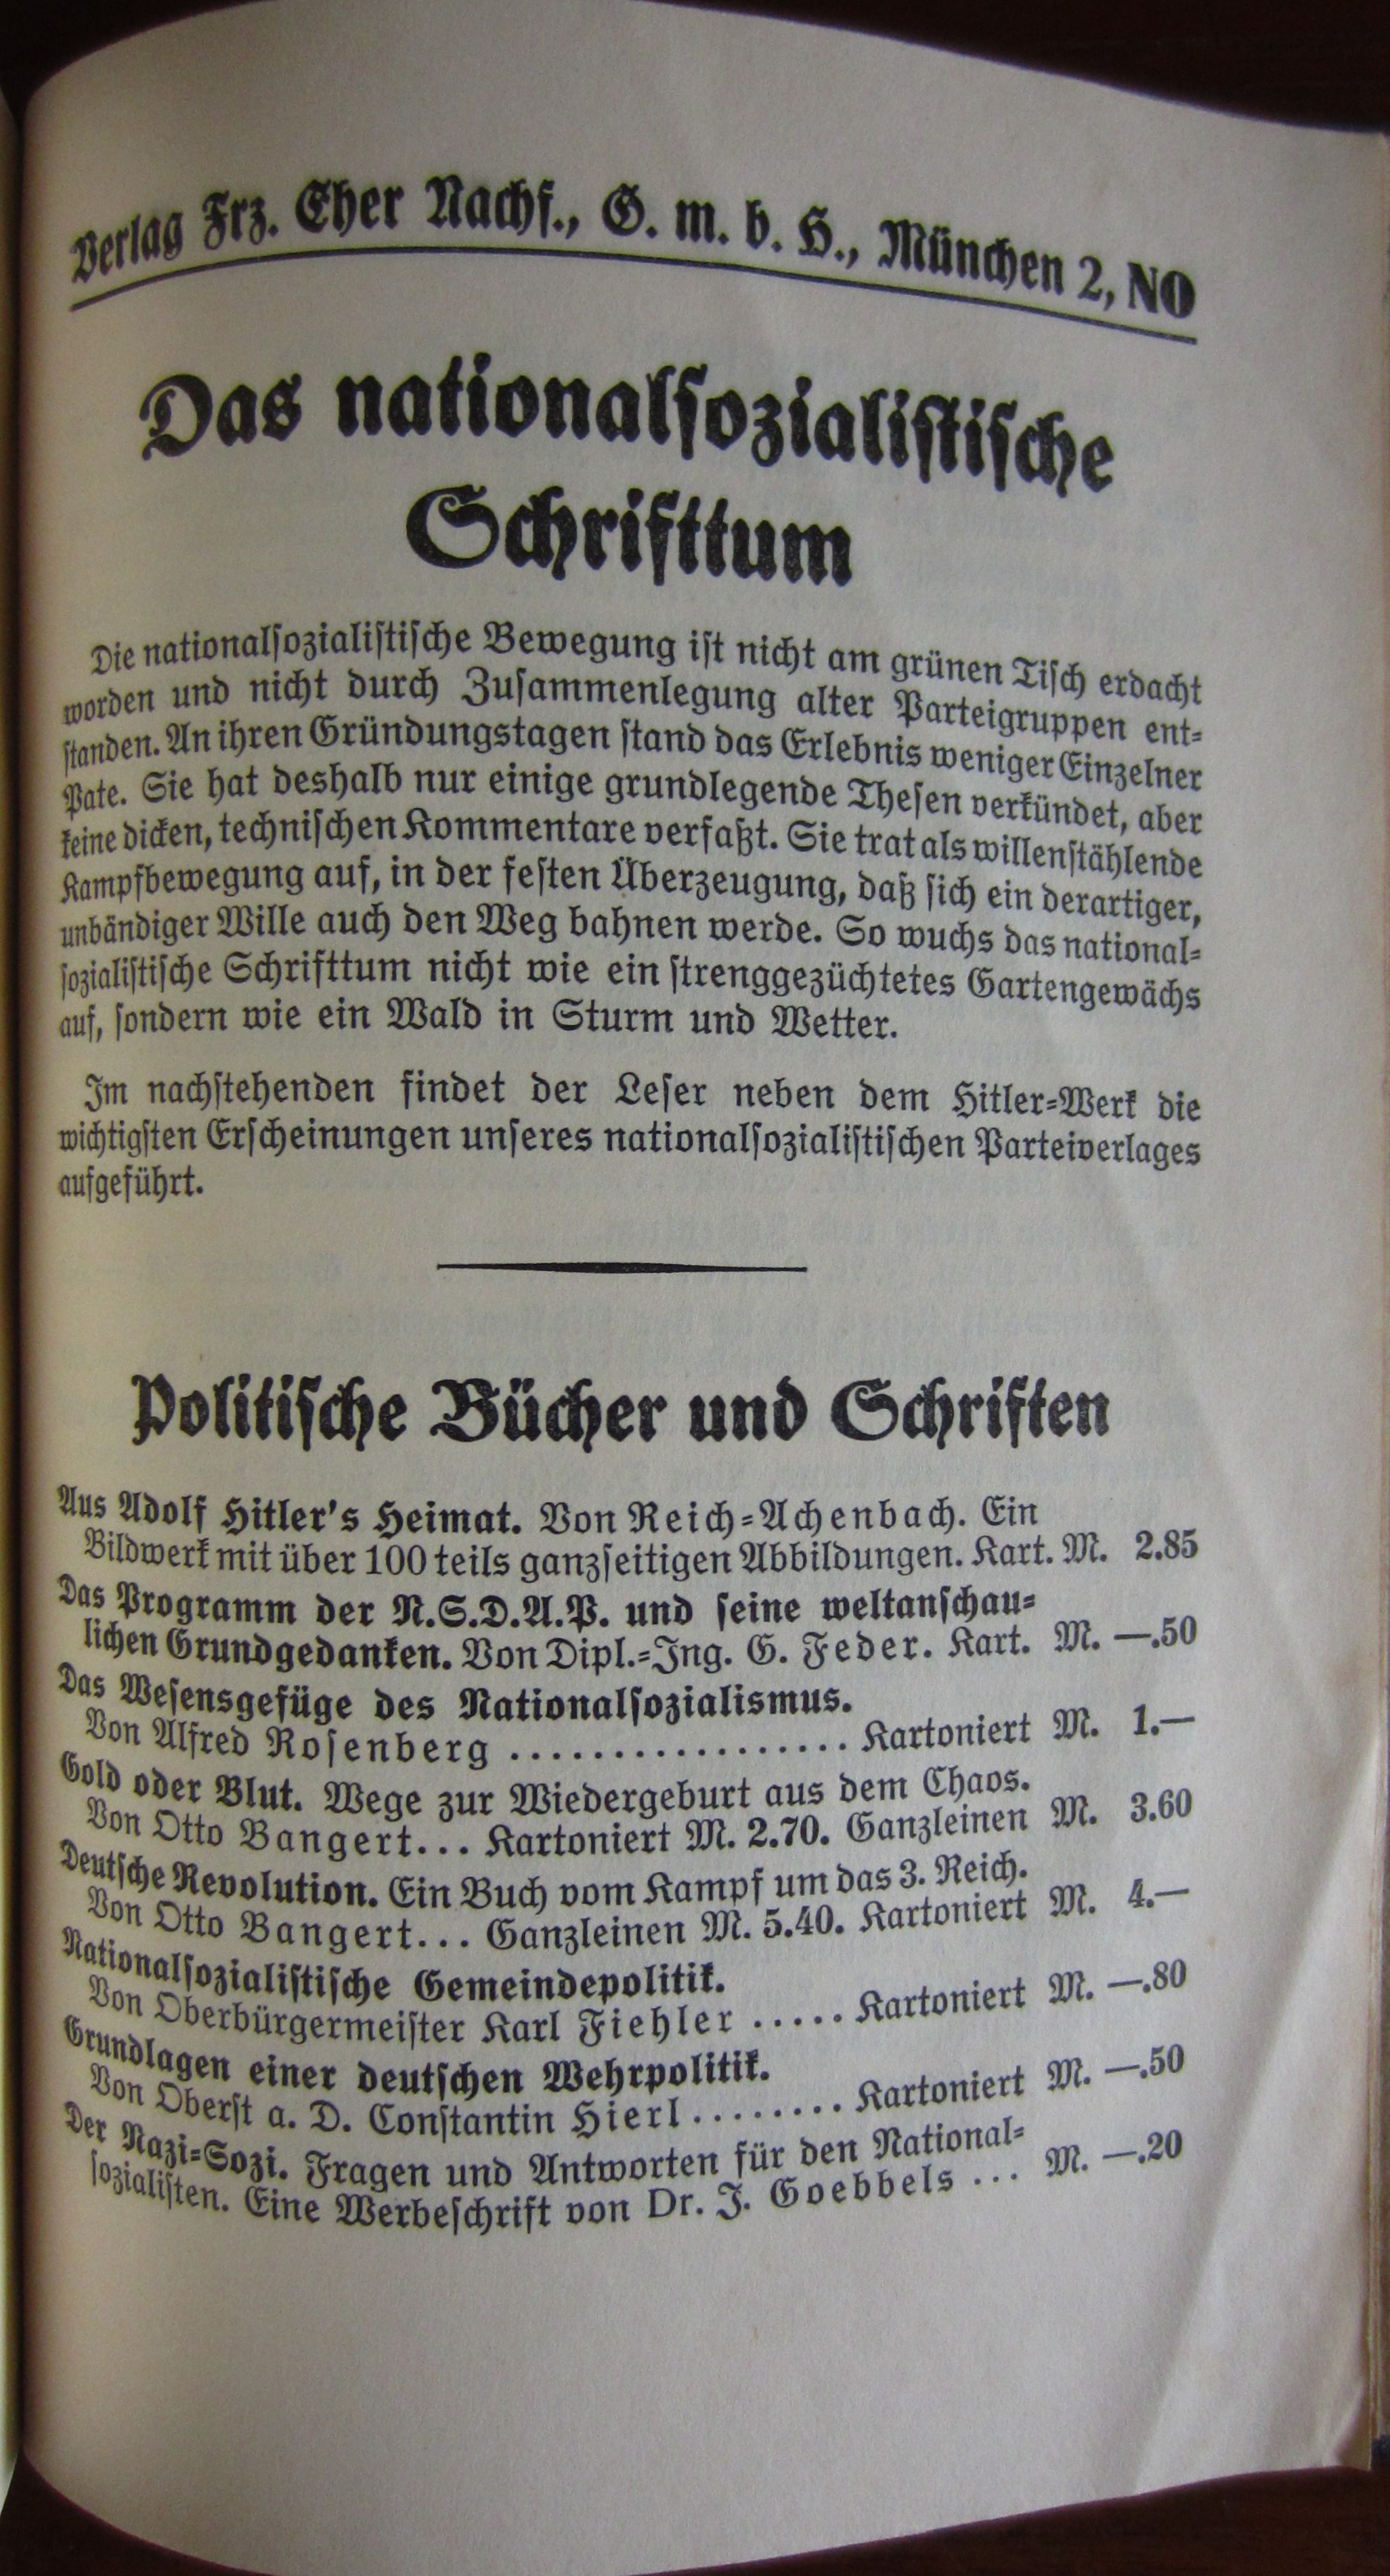 Verlag Frz. Eher Nachf., G. m. b. H., München 2, NO
Das nationalsozialistische
Schrifttum
Die nationalsozialistische Bewegung ist nicht am grünen Tisch erdacht
worden und nicht durch Zusammenlegung alter Parteigruppen ent-
standen. An ihren Gründungstagen stand das Erlebnis weniger Einzelner
Pate. Sie hat deshalb nur einige grundlegende Thesen verkündet, aber
keine dicken, technischen Kommentare verfaßt. Sie trat als willenstählende
Kampfbewegung auf, in der festen Überzeugung, daß sich ein derartiger,
unbändiger Wille auch den Weg bahnen werde. So wuchs das national-
sozialistische Schrifttum nicht wie ein strenggezüchtetes Gartengewächs
auf, sondern wie ein Wald in Sturm und Wetter.
Im nachstehenden findet der Leser neben dem Hitler-Werk die
wichtigsten Erscheinungen unseres nationalsozialistischen Parteiverlages
aufgeführt.
Politische Bücher und Schriften
Aus Adolf Hitler's Heimat. Von Reich-Achenbach. Ein
Bildwerk mit über 100 teils ganzseitigen Abbildungen. Kart. M. 2.85
Das Programm der N.S.D.A.P. und seine weltanschau-
lichen Grundgedanken. Von Dipl.-Ing. G. Feder. Kart. M. —.50
Das Wesensgefüge des Nationalsozialismus.
Von Alfred Rosenberg ................. Kartoniert M. 1.—
Gold oder Blut. Wege zur Wiedergeburt aus dem Chaos.
Von Otto Bangert... Kartoniert M. 2.70. Ganzleinen M. 3.60
Deutsche Revolution. Ein Buch vom Kampf um das 3. Reich.
Von Otto Bangert... Ganzleinen M. 5.40. Kartoniert M. 4.—
Nationalsozialistische Gemeindepolitik.
Von Oberbürgermeister Karl Fiehler ..... Kartoniert M. —.80
Grundlagen einer deutschen Wehrpolitik.
Von Oberst a. D. Constantin Hierl ........ Kartoniert M. —.50
Der Nazi-Sozi. Fragen und Antworten für den National-
sozialisten. Eine Werbeschrift von Dr. J. Goebbels ... M. —.20